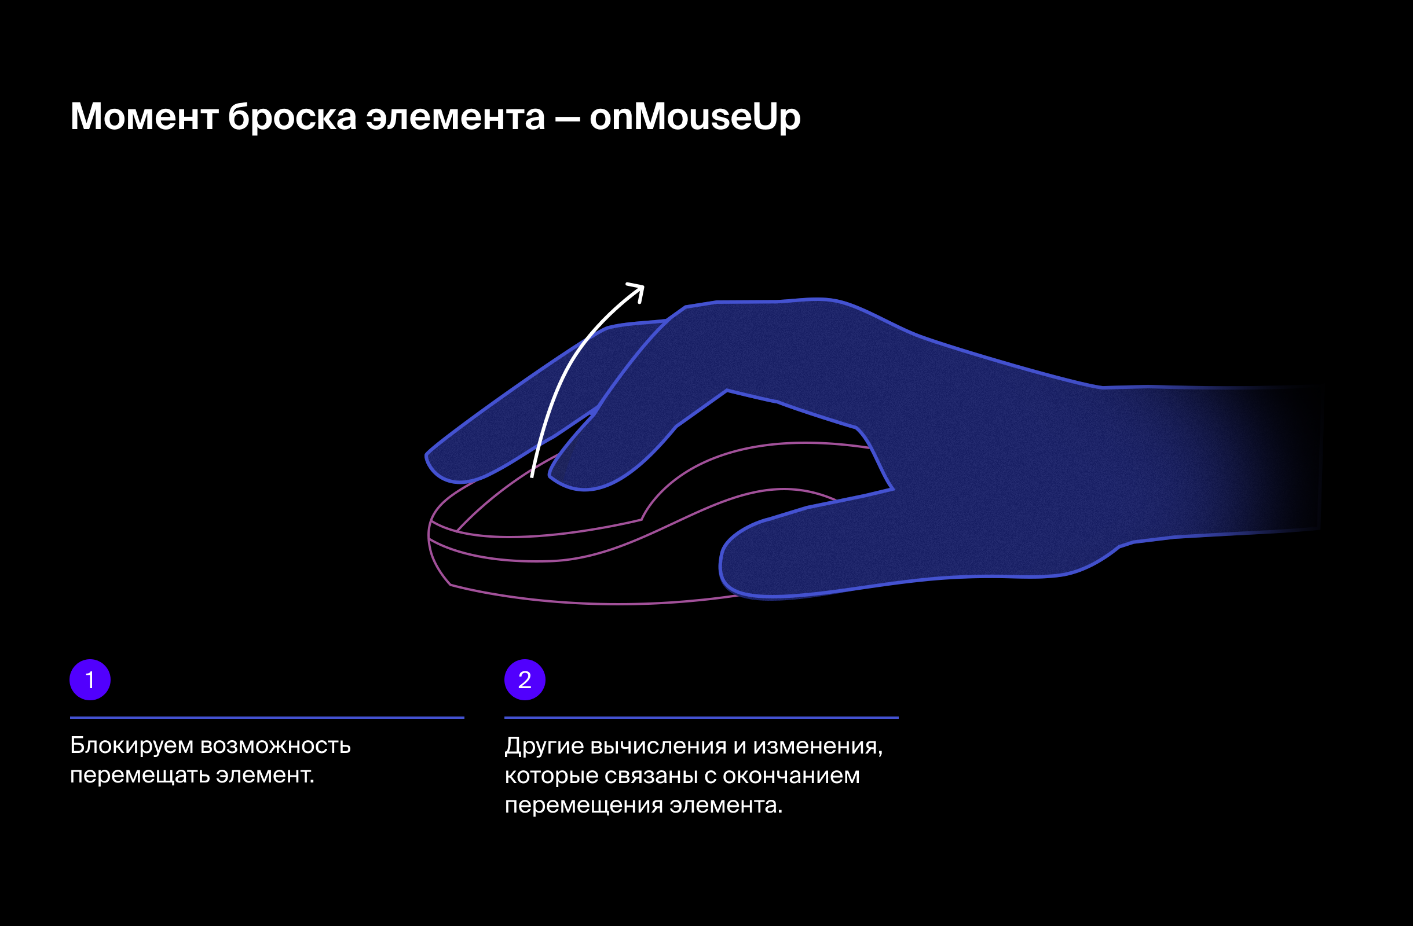 Момент броска элемента — onMouseUp
1
Блокируем возможность
перемещать элемент.
2
Другие вычисления и изменения,
которые связаны с окончанием
перемещения элемента.